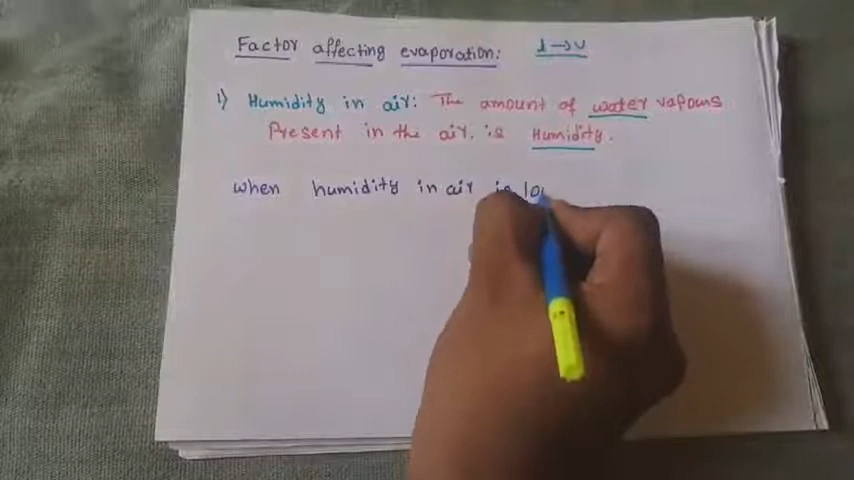 Factor affecting evaporation: l→v
1) Humidity in air: The amount of water vapours
Present in the air. is Humidity.
when humidity in air is